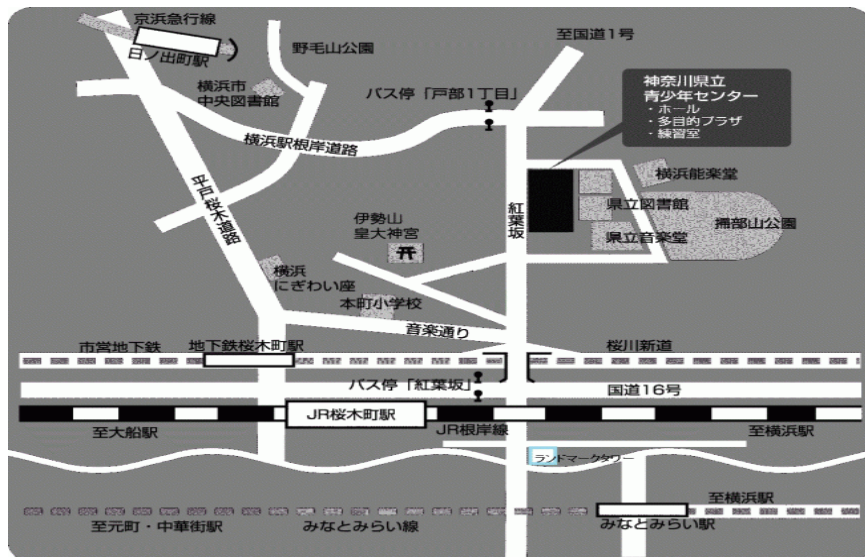 京浜急行線
日ノ出町駅
野毛山公園
至国道1号
横浜市
中央図書館
バス停「戸部1丁目」
神奈川県立
青少年センター
・ホール
・多目的プラザ
・練習室
横浜駅根岸道路
横浜能楽堂
平戸桜木道路
紅葉坂
県立図書館
掃部山公園
県立音楽堂
伊勢山
皇大神宮
横浜
にぎわい座
本町小学校
音楽通り
市営地下鉄
地下鉄桜木町駅
桜川新道
バス停「紅葉坂」
国道16号
JR桜木町駅
至大船駅
JR根岸線
至横浜駅
ランドマークタワー
至横浜駅
至元町・中華街駅
みなとみらい線
みなとみらい駅